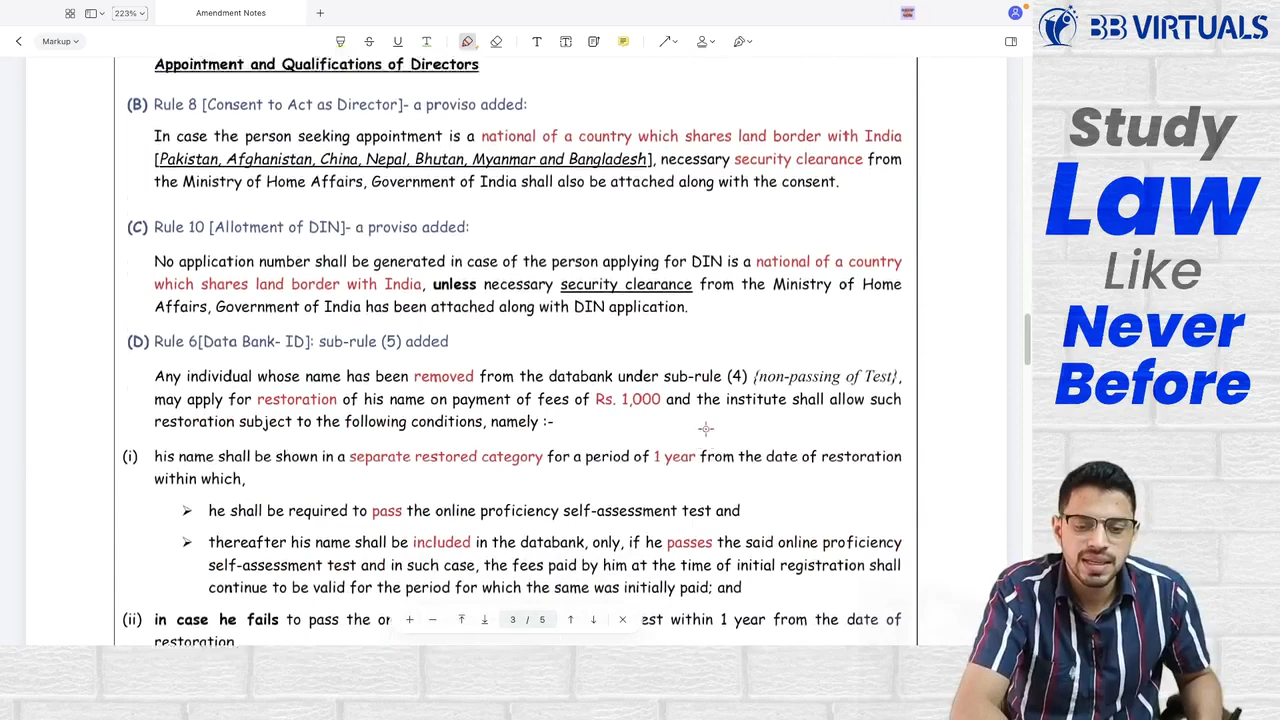 223%
Amendment Notes
+
Markup
BB VIRTUALS
Appointment and Qualifications of Directors
(B) Rule 8 [Consent to Act as Director]- a proviso added:
In case the person seeking appointment is a national of a country which shares land border with India
[Pakistan, Afghanistan, China, Nepal, Bhutan, Myanmar and Bangladesh], necessary security clearance from
the Ministry of Home Affairs, Government of India shall also be attached along with the consent.
(C) Rule 10 [Allotment of DIN]- a proviso added:
No application number shall be generated in case of the person applying for DIN is a national of a country
which shares land border with India, unless necessary security clearance from the Ministry of Home
Affairs, Government of India has been attached along with DIN application.
(D) Rule 6[Data Bank- ID]: sub-rule (5) added
Any individual whose name has been removed from the databank under sub-rule (4) {non-passing of Test},
may apply for restoration of his name on payment of fees of Rs. 1,000 and the institute shall allow such
restoration subject to the following conditions, namely :-
(i) his name shall be shown in a separate restored category for a period of 1 year from the date of restoration
within which,
➢ he shall be required to pass the online proficiency self-assessment test and
➢ thereafter his name shall be included in the databank, only, if he passes the said online proficiency
self-assessment test and in such case, the fees paid by him at the time of initial registration shall
continue to be valid for the period for which the same was initially paid; and
(ii) in case he fails to pass the on
est within 1 year from the date of
restoration
3 / 5
Study
Law
Like
Never
Before